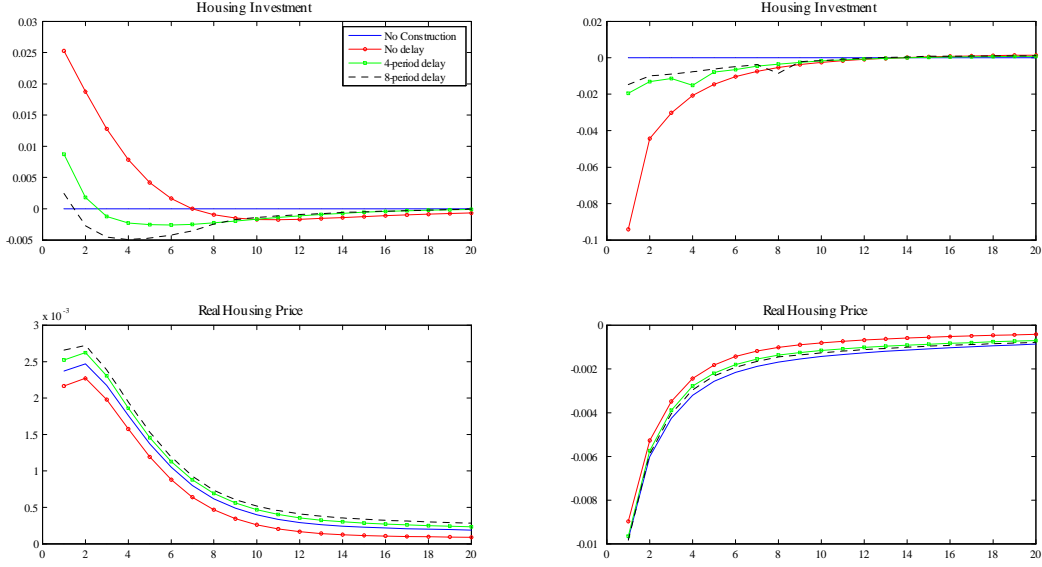 Housing Investment
0.03
0.025
0.02
0.015
0.01
0.005
0
-0.005
0 2 4 6 8 10 12 14 16 18 20
No Construction
No delay
4-period delay
8-period delay
Housing Investment
0.02
0
-0.02
-0.04
-0.06
-0.08
-0.1
0 2 4 6 8 10 12 14 16 18 20
Real Housing Price
x 10⁻³
3
2.5
2
1.5
1
0.5
0
0 2 4 6 8 10 12 14 16 18 20
Real Housing Price
0
-0.002
-0.004
-0.006
-0.008
-0.01
0 2 4 6 8 10 12 14 16 18 20